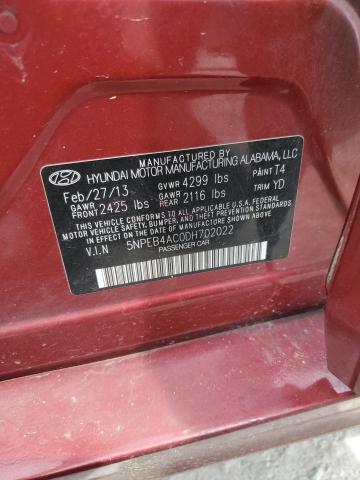 MANUFACTURED BY
HYUNDAI MOTOR MANUFACTURING ALABAMA, LLC
Feb/27/13 GVWR 4299 lbs PAINT T4
GAWR FRONT 2425 lbs GAWR REAR 2116 lbs TRIM YD
THIS VEHICLE CONFORMS TO ALL APPLICABLE U.S. FEDERAL
MOTOR VEHICLE SAFETY, BUMPER, AND THEFT PREVENTION STANDARDS
IN EFFECT ON THE DATE OF MANUFACTURE SHOWN ABOVE.
V.I.N 5NPEB4AC0DH702022
PASSENGER CAR